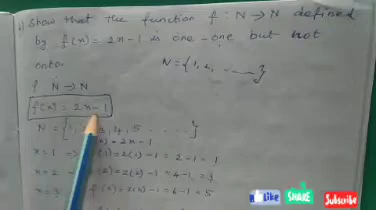 Show that the function f: N → N defined
by f(x) = 2x - 1 is one-one but not
onto.
N = {1, 2, ---- }
f N → N
f(x) = 2x - 1
N = { 3, 4, 5 . . . . . }
= 2x - 1
x = 1 ⇒ (1) = 2(1) - 1 = 2 - 1 = 1
x = 2 (2) = 2(2) - 1 = 4 - 1 = 3
x = 3 f(3) = 2(3) - 1 = 6 - 1 = 5
Like SHARE Subscribe